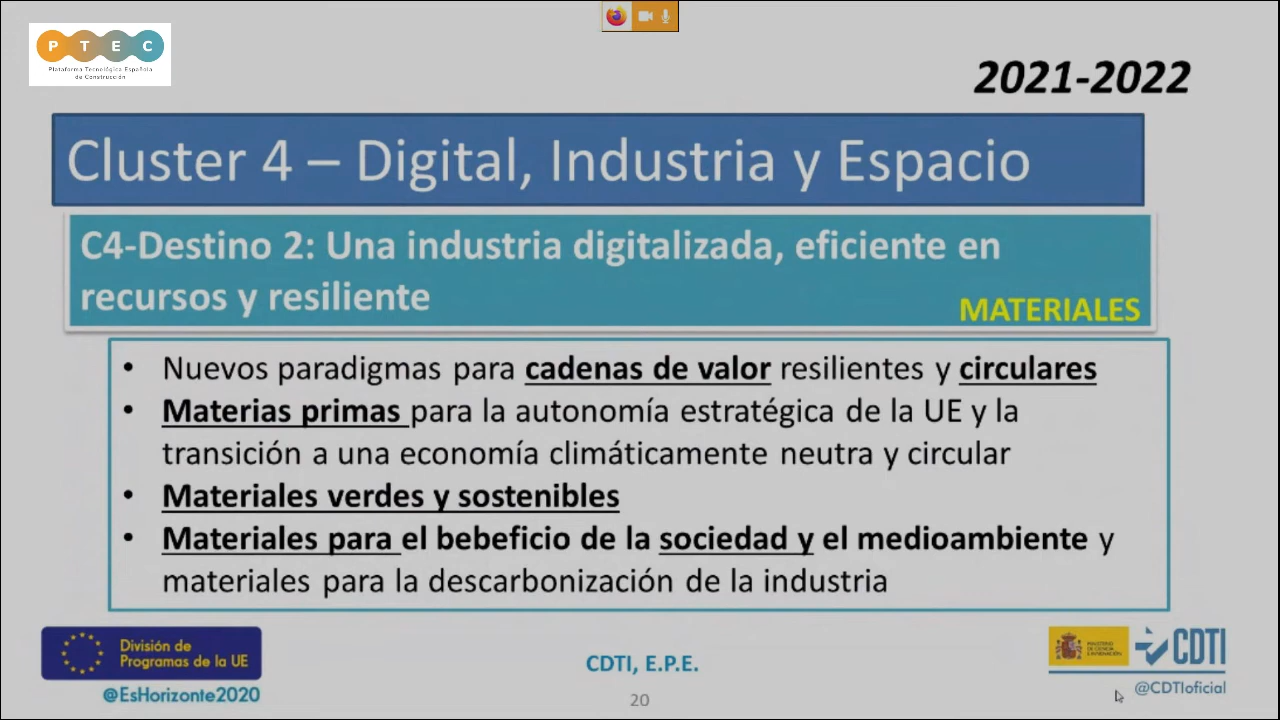 P T E C
Plataforma Tecnológica Española
de Construcción
2021-2022
Cluster 4 – Digital, Industria y Espacio
C4-Destino 2: Una industria digitalizada, eficiente en
recursos y resiliente
MATERIALES
• Nuevos paradigmas para cadenas de valor resilientes y circulares
• Materias primas para la autonomía estratégica de la UE y la
transición a una economía climáticamente neutra y circular
• Materiales verdes y sostenibles
• Materiales para el bebeficio de la sociedad y el medioambiente y
materiales para la descarbonización de la industria
División de
Programas de la UE
@EsHorizonte2020
CDTI, E.P.E.
20
MINISTERIO
DE CIENCIA
E INNOVACIÓN
CDTI
@CDTIoficial